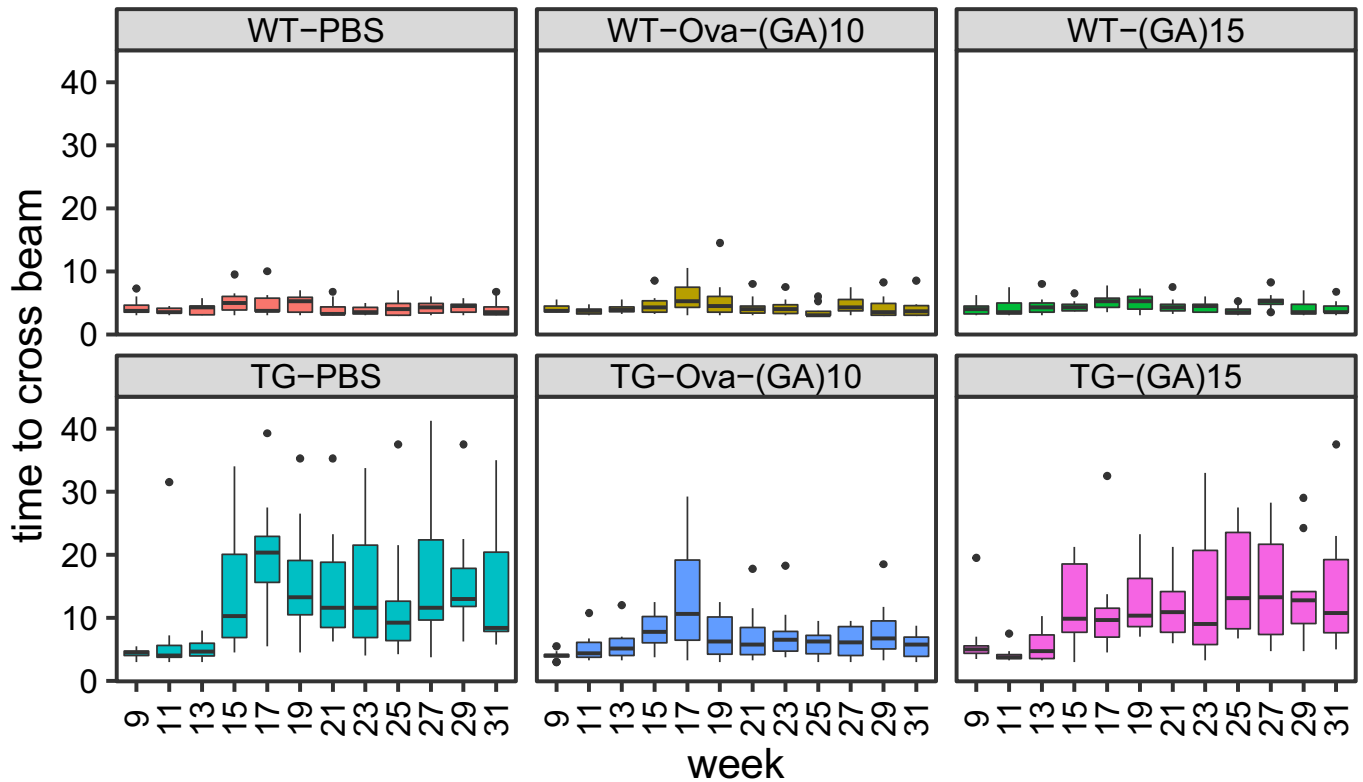 WT−PBS
WT−Ova−(GA)10
WT−(GA)15
40
30
20
10
0
TG−PBS
TG−Ova−(GA)10
TG−(GA)15
40
30
20
10
0
time to cross beam
9 11 13 15 17 19 21 23 25 27 29 31
9 11 13 15 17 19 21 23 25 27 29 31
9 11 13 15 17 19 21 23 25 27 29 31
week